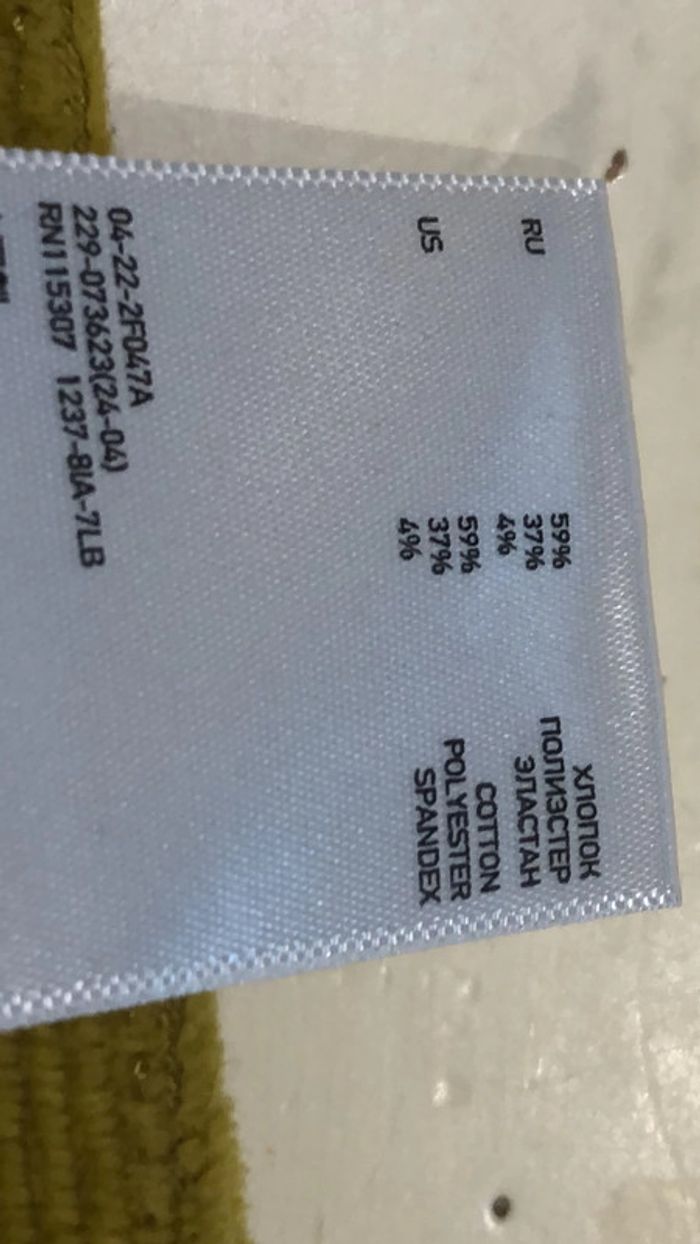 RU 59% ХЛОПОК
37% ПОЛИЭСТЕР
4% ЭЛАСТАН
US 59% COTTON
37% POLYESTER
4% SPANDEX
04-22-2F047A
229-073623(24-04)
RN115307 1237-8IA-7LB